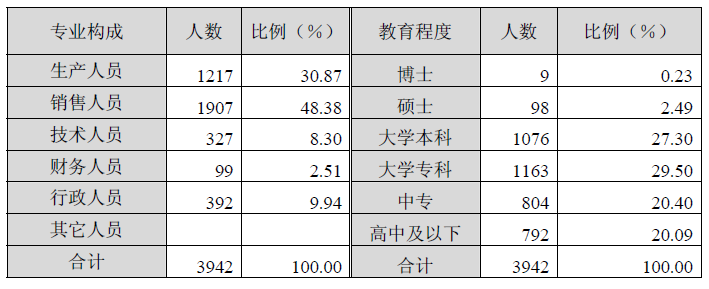 专业构成 人数 比例（%） 教育程度 人数 比例（%）
生产人员 1217 30.87 博士 9 0.23
销售人员 1907 48.38 硕士 98 2.49
技术人员 327 8.30 大学本科 1076 27.30
财务人员 99 2.51 大学专科 1163 29.50
行政人员 392 9.94 中专 804 20.40
其它人员 高中及以下 792 20.09
合计 3942 100.00 合计 3942 100.00